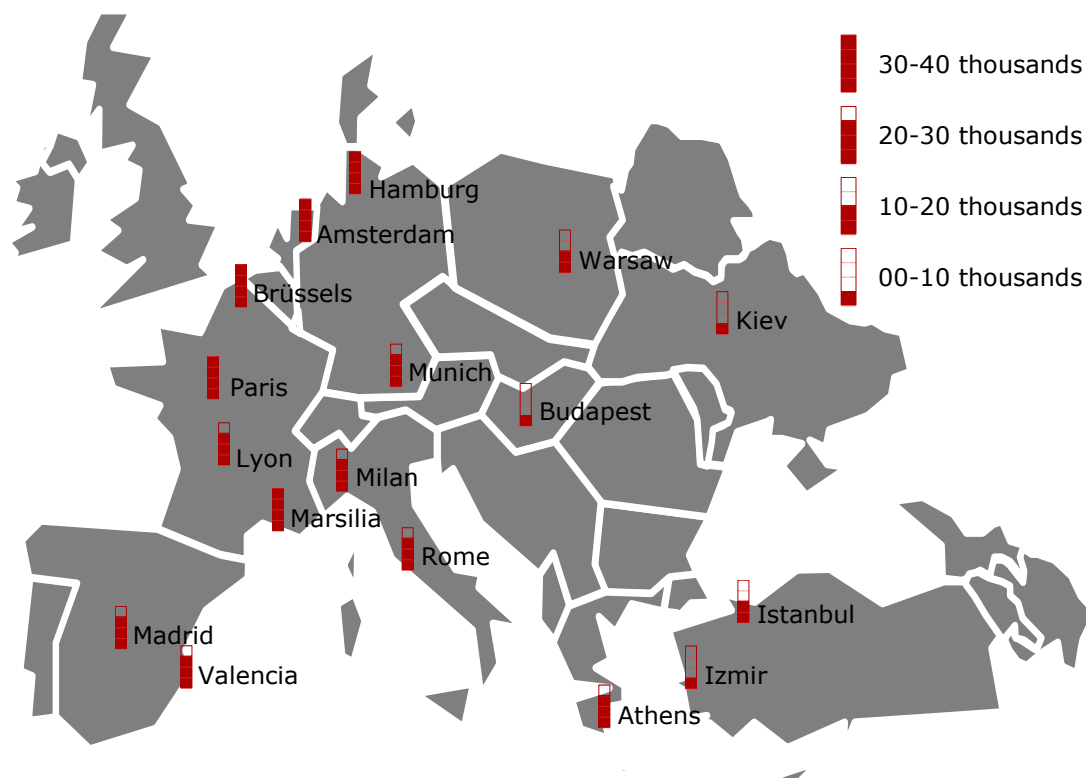 30-40 thousands
20-30 thousands
10-20 thousands
00-10 thousands
Hamburg
Amsterdam
Warsaw
Brüssels
Kiev
Munich
Paris
Budapest
Lyon
Milan
Marsilia
Rome
Istanbul
Madrid
Valencia
Izmir
Athens